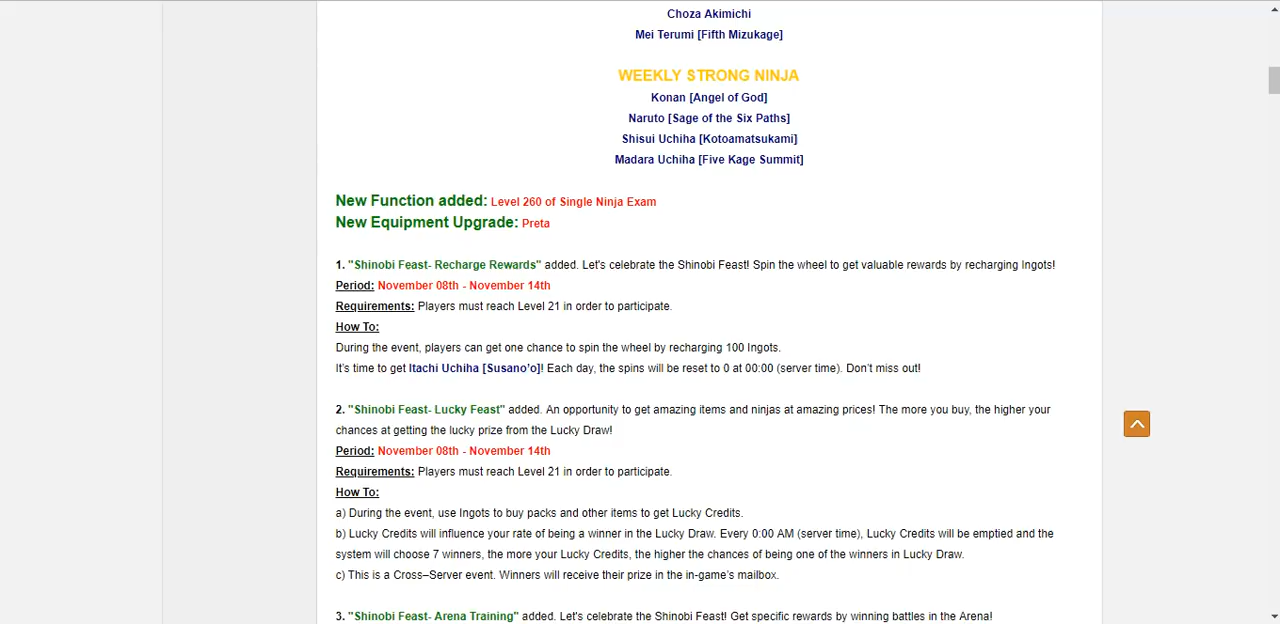 Choza Akimichi
Mei Terumi [Fifth Mizukage]
WEEKLY STRONG NINJA
Konan [Angel of God]
Naruto [Sage of the Six Paths]
Shisui Uchiha [Kotoamatsukami]
Madara Uchiha [Five Kage Summit]
New Function added: Level 260 of Single Ninja Exam
New Equipment Upgrade: Preta
1. "Shinobi Feast- Recharge Rewards" added. Let's celebrate the Shinobi Feast! Spin the wheel to get valuable rewards by recharging Ingots!
Period: November 08th - November 14th
Requirements: Players must reach Level 21 in order to participate.
How To:
During the event, players can get one chance to spin the wheel by recharging 100 Ingots.
It's time to get Itachi Uchiha [Susano'o]! Each day, the spins will be reset to 0 at 00:00 (server time). Don't miss out!
2. "Shinobi Feast- Lucky Feast" added. An opportunity to get amazing items and ninjas at amazing prices! The more you buy, the higher your
chances at getting the lucky prize from the Lucky Draw!
Period: November 08th - November 14th
Requirements: Players must reach Level 21 in order to participate.
How To:
a) During the event, use Ingots to buy packs and other items to get Lucky Credits.
b) Lucky Credits will influence your rate of being a winner in the Lucky Draw. Every 0:00 AM (server time), Lucky Credits will be emptied and the
system will choose 7 winners, the more your Lucky Credits, the higher the chances of being one of the winners in Lucky Draw.
c) This is a Cross–Server event. Winners will receive their prize in the in-game's mailbox.
3. "Shinobi Feast- Arena Training" added. Let's celebrate the Shinobi Feast! Get specific rewards by winning battles in the Arena!